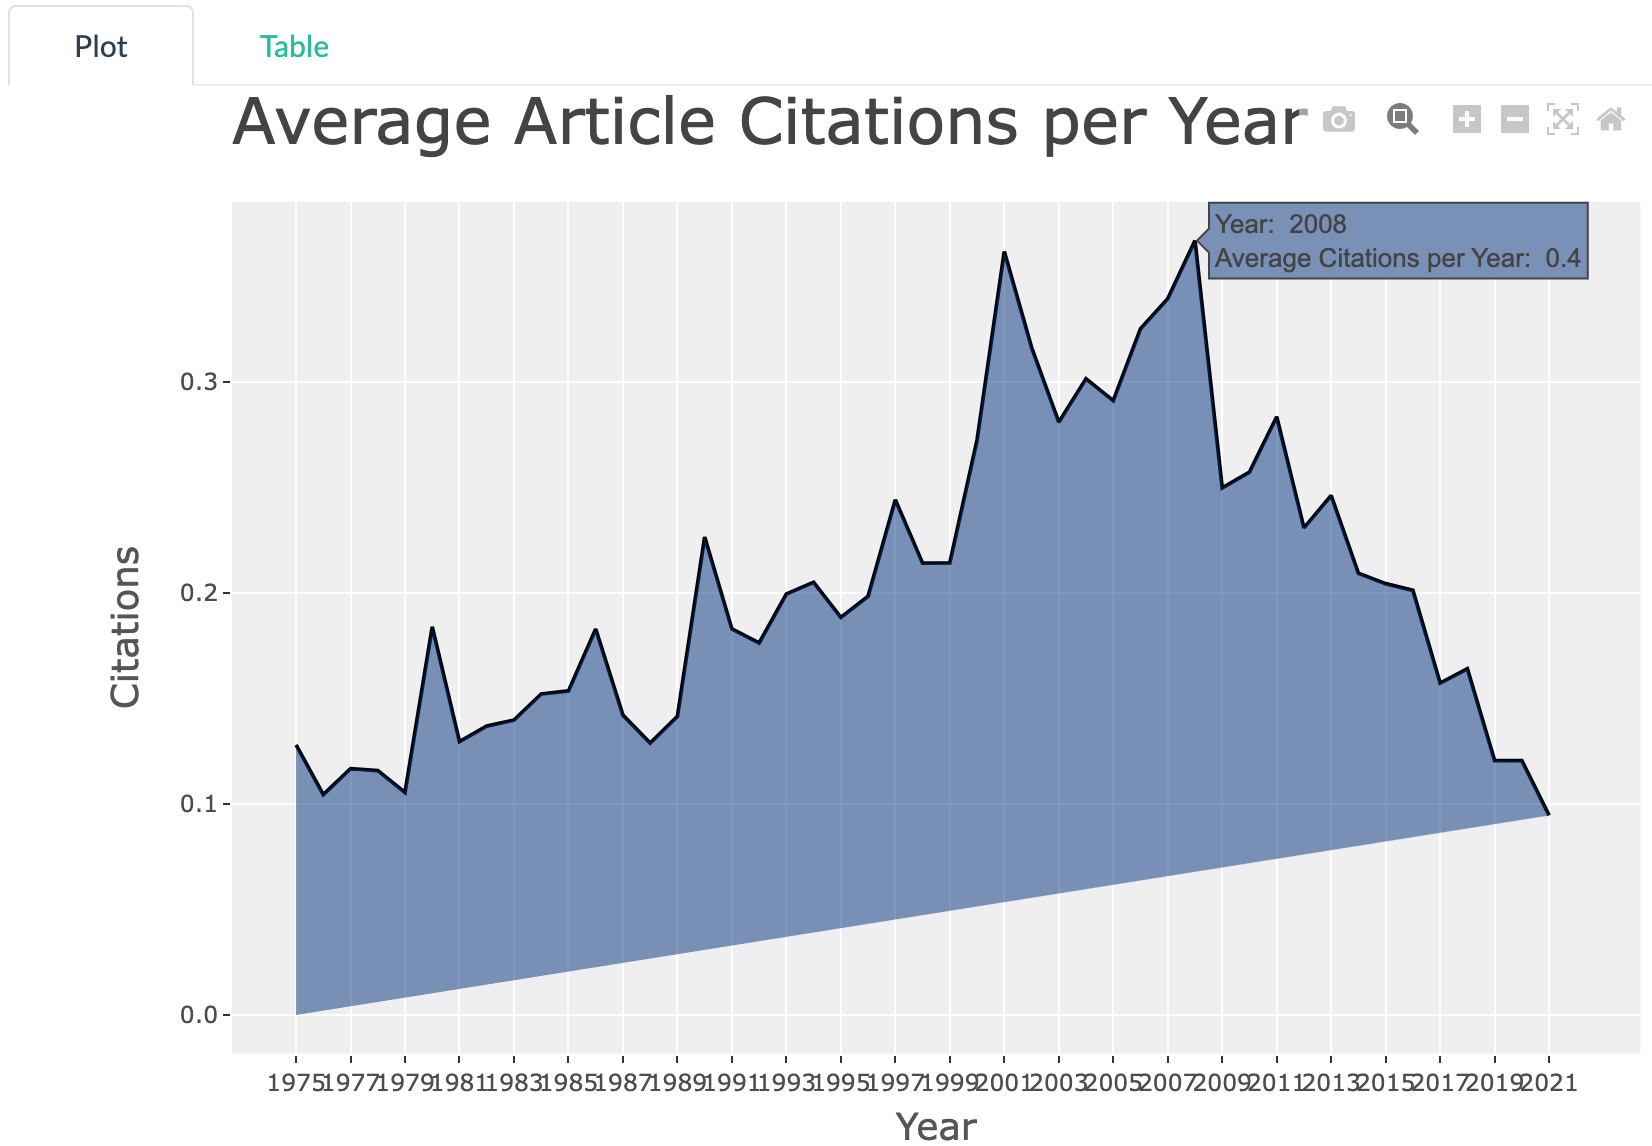 Plot Table
Average Article Citations per Year
Year: 2008
Average Citations per Year: 0.4
0.3
0.2
0.1
0.0
Citations
1975 1977 1979 1981 1983 1985 1987 1989 1991 1993 1995 1997 1999 2001 2003 2005 2007 2009 2011 2013 2015 2017 2019 2021
Year